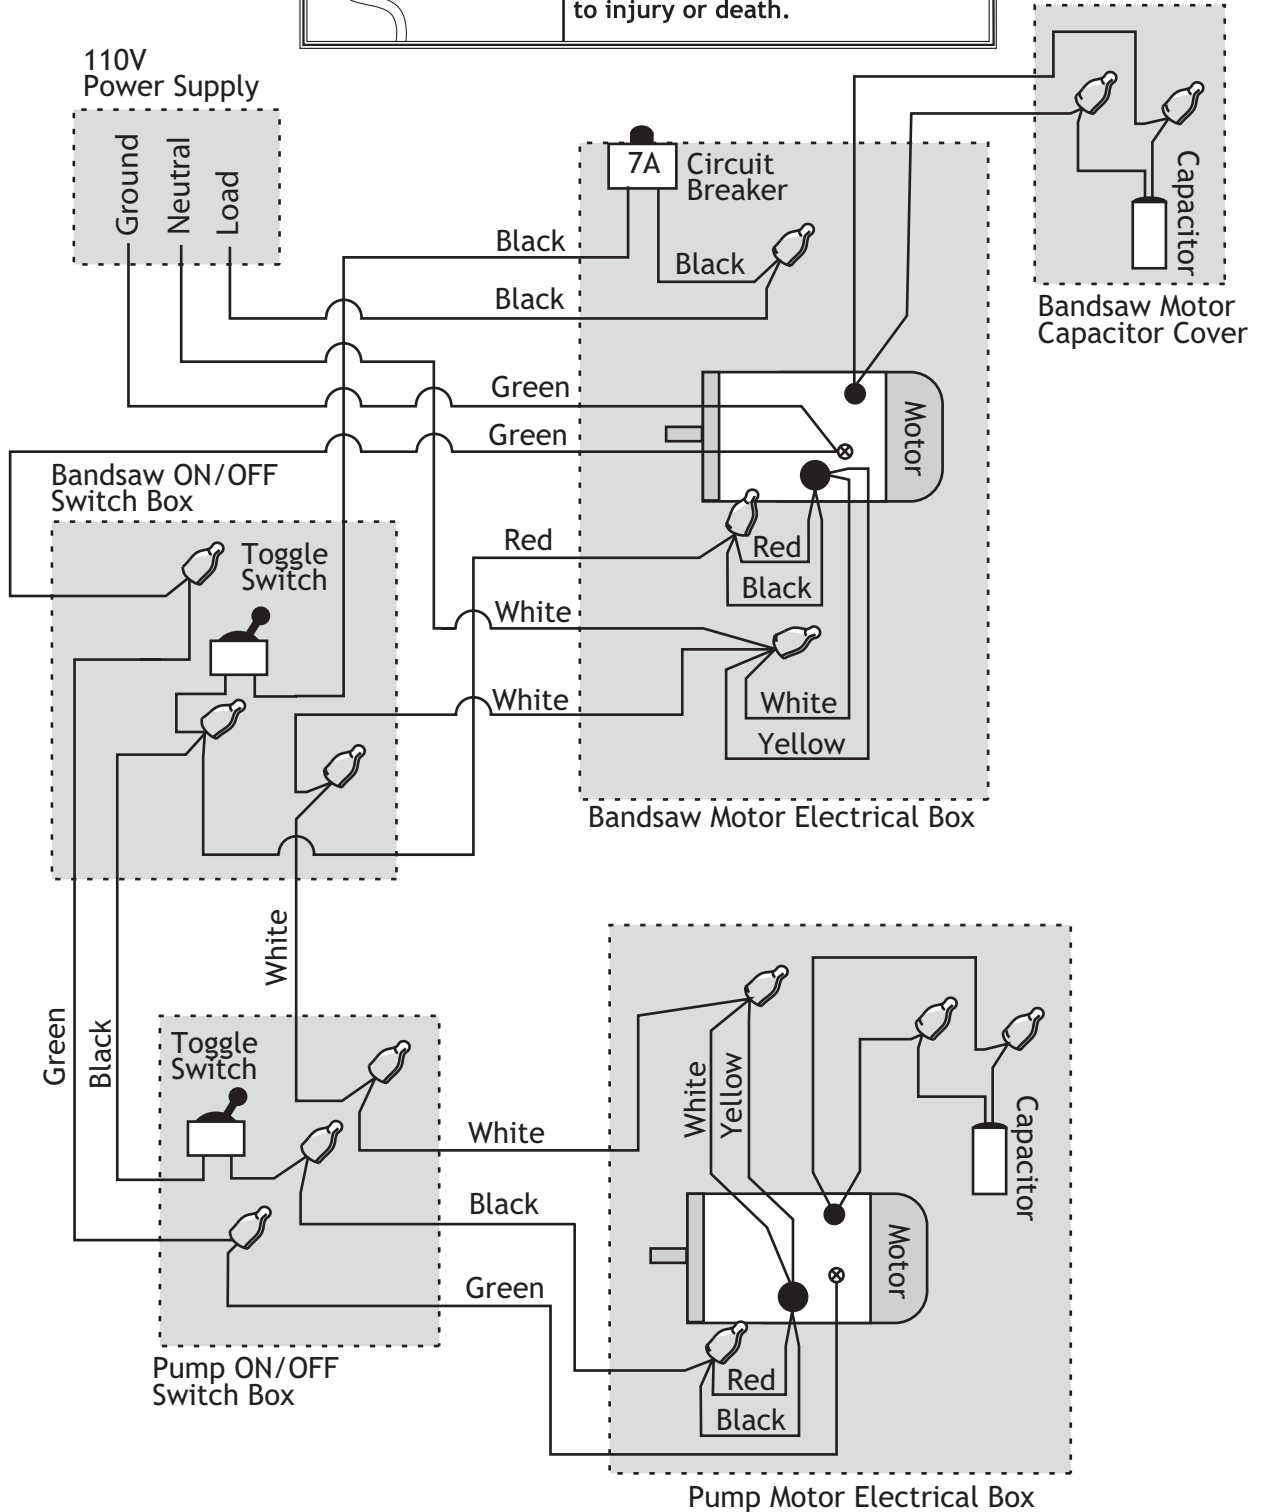 to injury or death.
110V
Power Supply
Ground
Neutral
Load
7A
Circuit
Breaker
Black
Black
Black
Capacitor
Bandsaw Motor
Capacitor Cover
Green
Green
Motor
Bandsaw ON/OFF
Switch Box
Toggle
Switch
Red
Red
Black
White
White
White
Yellow
Bandsaw Motor Electrical Box
White
Green
Black
Toggle
Switch
White
Yellow
White
Capacitor
Black
Motor
Green
Pump ON/OFF
Switch Box
Red
Black
Pump Motor Electrical Box